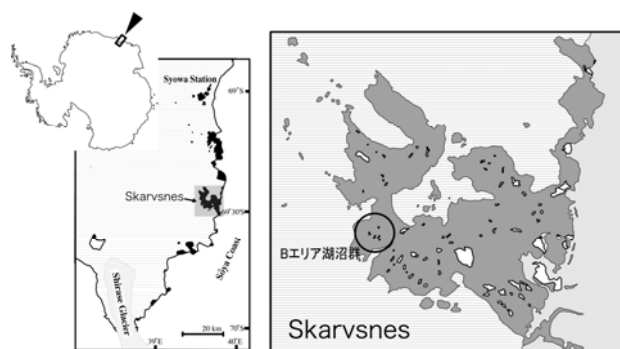 Syowa Station
69°S
Skarvsnes
69°30'S
Sôya Coast
Shirase Glacier
20 km
70°S
39°E
40°E
Bエリア湖沼群
Skarvsnes